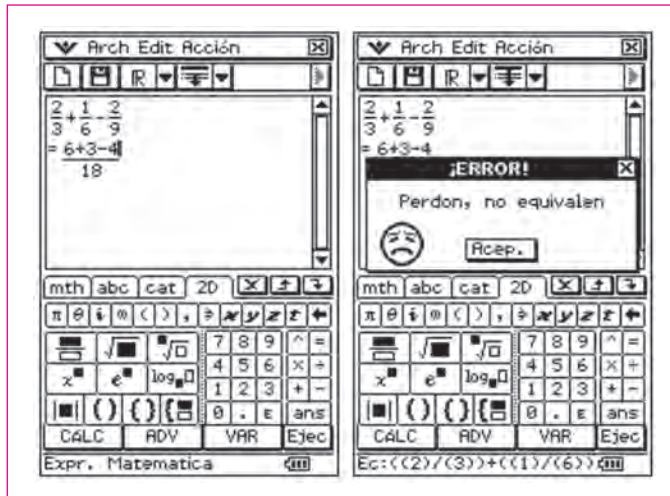 Arch Edit Acción
2/3 + 1/6 - 2/9
= 6+3-4
18
mth abc cat 2D
π θ i ∞ ( ) , ⇒ x y z t
7 8 9 ^ =
4 5 6 × ÷
1 2 3 + -
0 . E ans
x e log
CALC ADV VAR Ejec
Expr. Matematica
Arch Edit Acción
2/3 + 1/6 - 2/9
= 6+3-4
¡ERROR!
Perdon, no equivalen
Acep.
mth abc cat 2D
π θ i ∞ ( ) , ⇒ x y z t
7 8 9 ^ =
4 5 6 × ÷
1 2 3 + -
0 . E ans
x e log
CALC ADV VAR Ejec
Ec:((2)/(3))+((1)/(6))